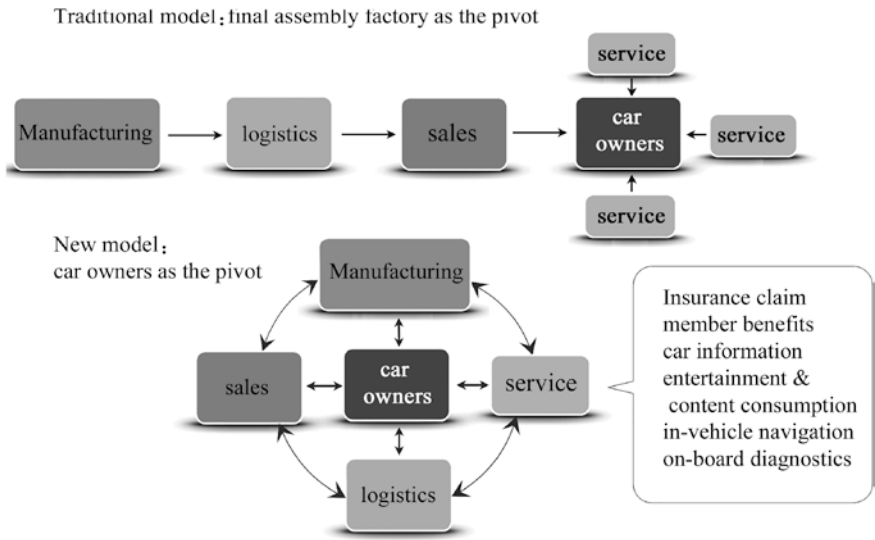 Traditional model:final assembly factory as the pivot
service
Manufacturing
logistics
sales
car
owners
service
service
New model:
car owners as the pivot
Manufacturing
sales
car
owners
service
logistics
Insurance claim
member benefits
car information
entertainment &
content consumption
in-vehicle navigation
on-board diagnostics